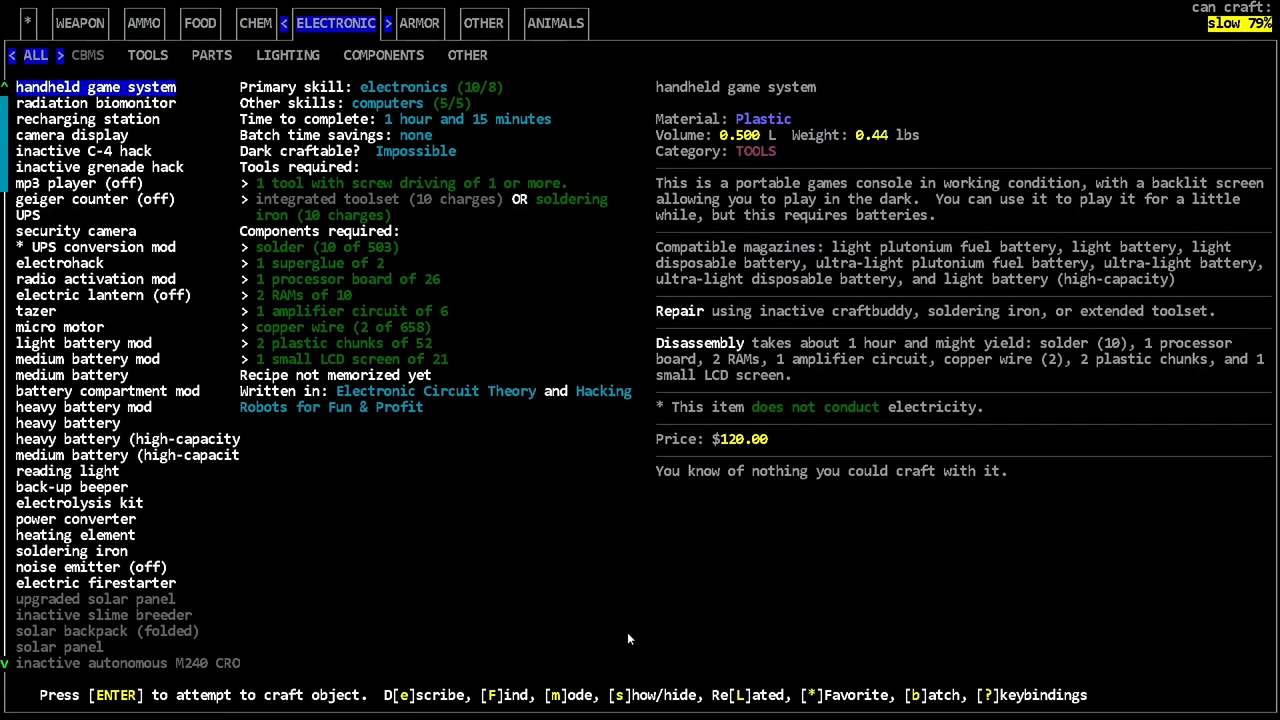 can craft:
* WEAPON AMMO FOOD CHEM < ELECTRONIC > ARMOR OTHER ANIMALS slow 79%
< ALL > CBMS TOOLS PARTS LIGHTING COMPONENTS OTHER
^ handheld game system
radiation biomonitor
recharging station
camera display
inactive C-4 hack
inactive grenade hack
mp3 player (off)
geiger counter (off)
UPS
security camera
* UPS conversion mod
electrohack
radio activation mod
electric lantern (off)
tazer
micro motor
light battery mod
medium battery mod
medium battery
battery compartment mod
heavy battery mod
heavy battery
heavy battery (high-capacity
medium battery (high-capacit
reading light
back-up beeper
electrolysis kit
power converter
heating element
soldering iron
noise emitter (off)
electric firestarter
upgraded solar panel
inactive slime breeder
solar backpack (folded)
solar panel
v inactive autonomous M240 CRO
Primary skill: electronics (10/8)
Other skills: computers (5/5)
Time to complete: 1 hour and 15 minutes
Batch time savings: none
Dark craftable? Impossible
Tools required:
> 1 tool with screw driving of 1 or more.
> integrated toolset (10 charges) OR soldering
iron (10 charges)
Components required:
> solder (10 of 503)
> 1 superglue of 2
> 1 processor board of 26
> 2 RAMs of 10
> 1 amplifier circuit of 6
> copper wire (2 of 658)
> 2 plastic chunks of 52
> 1 small LCD screen of 21
Recipe not memorized yet
Written in: Electronic Circuit Theory and Hacking
Robots for Fun & Profit
handheld game system
Material: Plastic
Volume: 0.500 L Weight: 0.44 lbs
Category: TOOLS
This is a portable games console in working condition, with a backlit screen
allowing you to play in the dark. You can use it to play it for a little
while, but this requires batteries.
Compatible magazines: light plutonium fuel battery, light battery, light
disposable battery, ultra-light plutonium fuel battery, ultra-light battery,
ultra-light disposable battery, and light battery (high-capacity)
Repair using inactive craftbuddy, soldering iron, or extended toolset.
Disassembly takes about 1 hour and might yield: solder (10), 1 processor
board, 2 RAMs, 1 amplifier circuit, copper wire (2), 2 plastic chunks, and 1
small LCD screen.
* This item does not conduct electricity.
Price: $120.00
You know of nothing you could craft with it.
Press [ENTER] to attempt to craft object. D[e]scribe, [F]ind, [m]ode, [s]how/hide, Re[L]ated, [*]Favorite, [b]atch, [?]keybindings